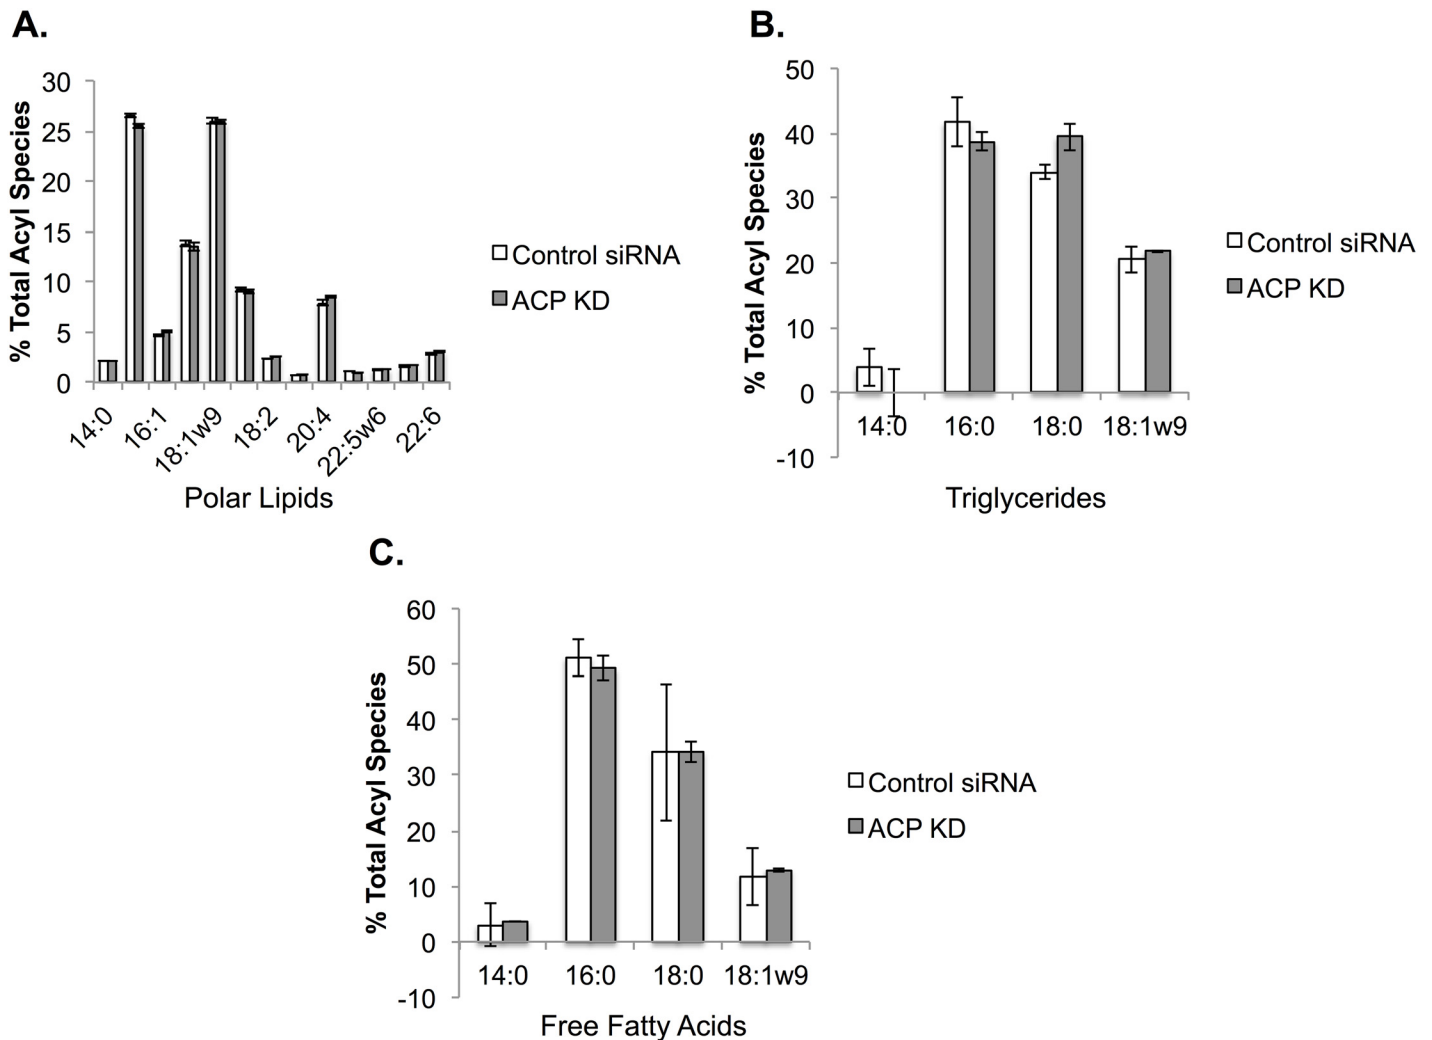 A.
30
25
20
15
10
5
0
% Total Acyl Species
14:0
16:1
18:1w9
18:2
20:4
22:5w6
22:6
Polar Lipids
Control siRNA
ACP KD
B.
50
40
30
20
10
0
-10
% Total Acyl Species
14:0
16:0
18:0
18:1w9
Triglycerides
Control siRNA
ACP KD
C.
60
50
40
30
20
10
0
-10
% Total Acyl Species
14:0
16:0
18:0
18:1w9
Free Fatty Acids
Control siRNA
ACP KD